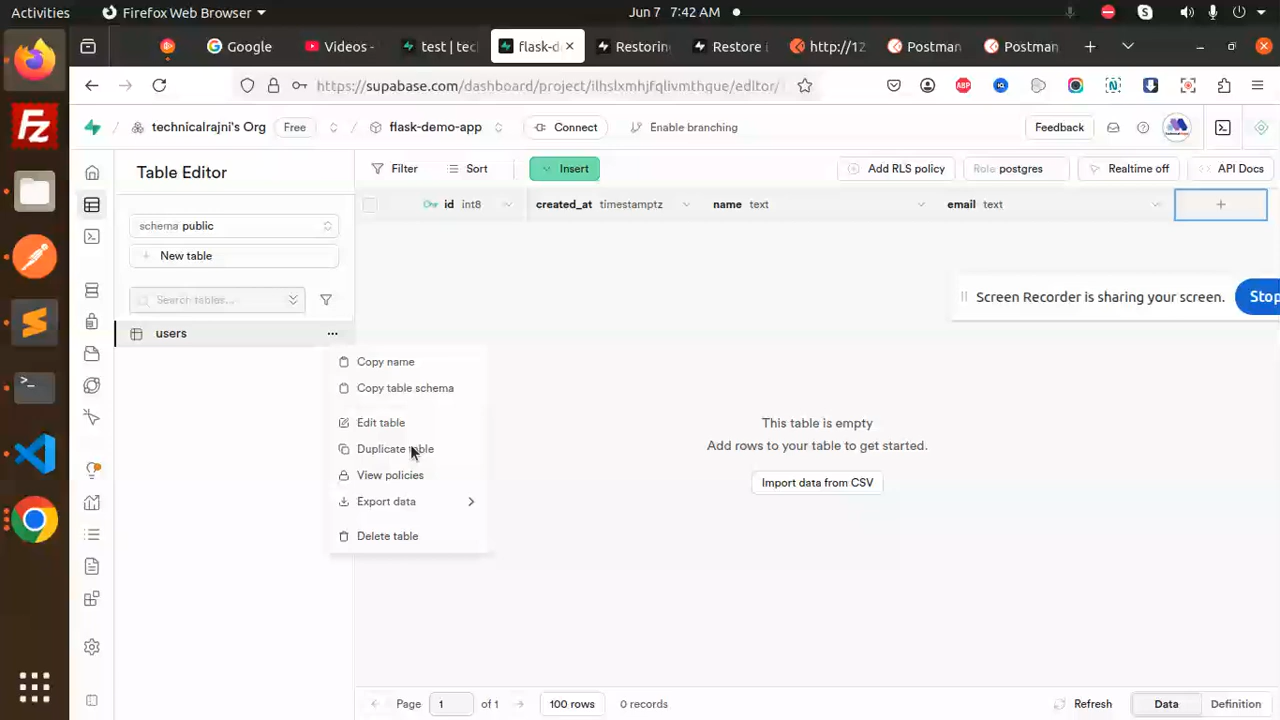 Activities
Firefox Web Browser
Jun 7 7:42 AM
Google
Videos -
test | tec
flask-d
Restorin
Restore i
http://12
Postman
Postman
https://supabase.com/dashboard/project/ilhslxmhjfqlivmthgue/editor/
technicalrajni's Org
Free
flask-demo-app
Connect
Enable branching
Feedback
Table Editor
Filter
Sort
Insert
Add RLS policy
Role postgres
Realtime off
API Docs
id int8
created_at timestamptz
name text
email text
schema public
New table
Search tables...
users
Screen Recorder is sharing your screen.
Stop
Copy name
Copy table schema
Edit table
Duplicate table
View policies
Export data
Delete table
This table is empty
Add rows to your table to get started.
Import data from CSV
Page
1
of 1
100 rows
0 records
Refresh
Data
Definition